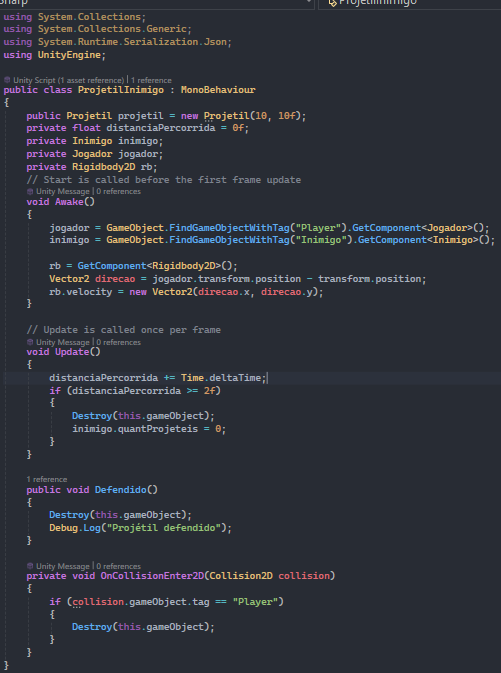 ProjetilInimigo
using System.Collections;
using System.Collections.Generic;
using System.Runtime.Serialization.Json;
using UnityEngine;
Unity Script (1 asset reference) | 1 reference
public class ProjetilInimigo : MonoBehaviour
{
public Projetil projetil = new Projetil(10, 10f);
private float distanciaPercorrida = 0f;
private Inimigo inimigo;
private Jogador jogador;
private Rigidbody2D rb;
// Start is called before the first frame update
Unity Message | 0 references
void Awake()
{
jogador = GameObject.FindGameObjectWithTag("Player").GetComponent<Jogador>();
inimigo = GameObject.FindGameObjectWithTag("Inimigo").GetComponent<Inimigo>();
rb = GetComponent<Rigidbody2D>();
Vector2 direcao = jogador.transform.position - transform.position;
rb.velocity = new Vector2(direcao.x, direcao.y);
}
// Update is called once per frame
Unity Message | 0 references
void Update()
{
distanciaPercorrida += Time.deltaTime;
if (distanciaPercorrida >= 2f)
{
Destroy(this.gameObject);
inimigo.quantProjeteis = 0;
}
}
1 reference
public void Defendido()
{
Destroy(this.gameObject);
Debug.Log("Projétil defendido");
}
Unity Message | 0 references
private void OnCollisionEnter2D(Collision2D collision)
{
if (collision.gameObject.tag == "Player")
{
Destroy(this.gameObject);
}
}
}